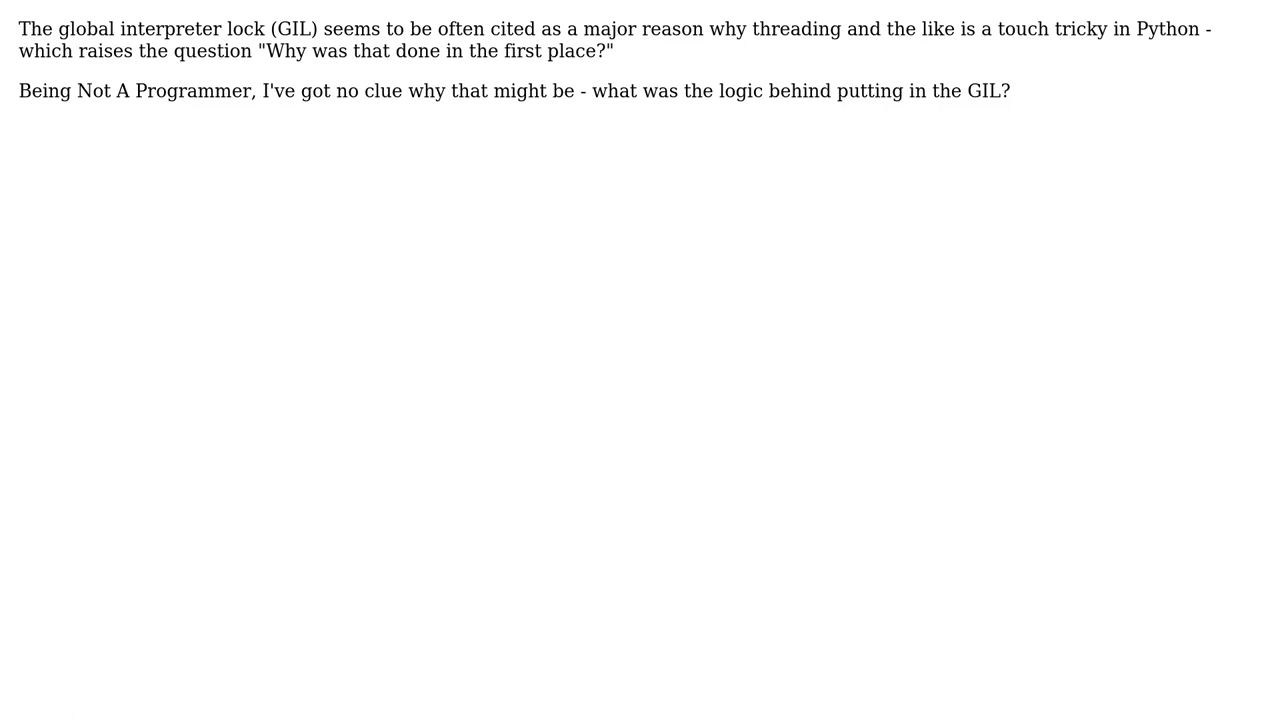 The global interpreter lock (GIL) seems to be often cited as a major reason why threading and the like is a touch tricky in Python -
which raises the question "Why was that done in the first place?"
Being Not A Programmer, I've got no clue why that might be - what was the logic behind putting in the GIL?